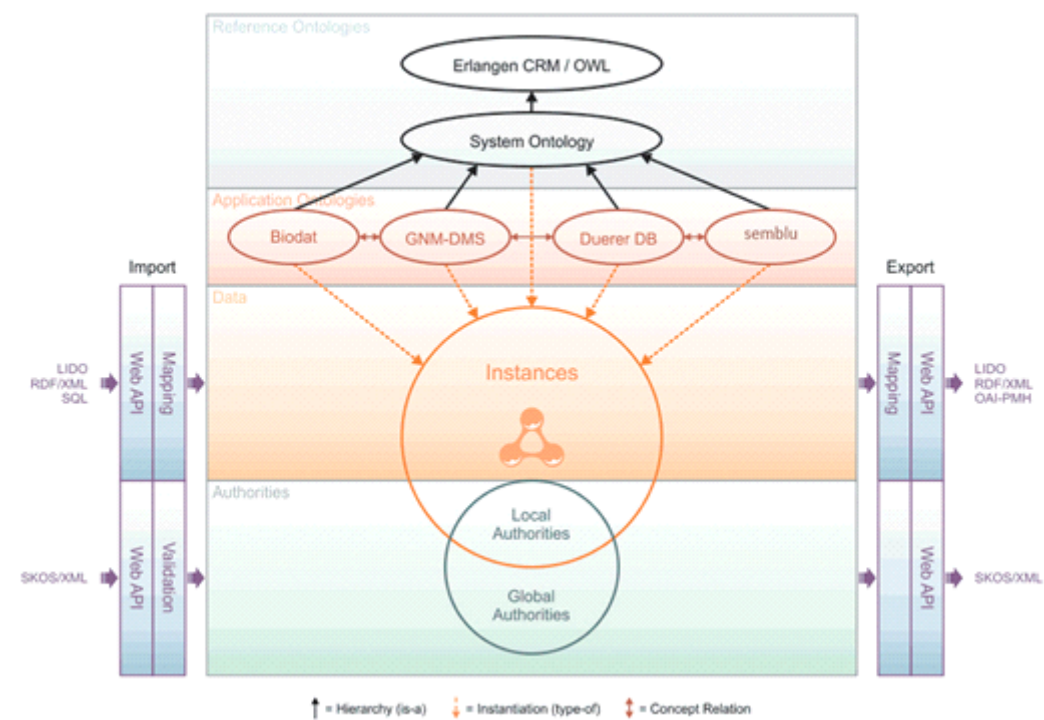 Reference Ontologies
Erlangen CRM / OWL
System Ontology
Application Ontologies
Biodat
GNM-DMS
Duerer DB
semblu
Import
Export
Data
LIDO
RDF/XML
SQL
Web API
Mapping
Instances
Mapping
Web API
LIDO
RDF/XML
OAI-PMH
Authorities
Local
Authorities
SKOS/XML
Web API
Validation
Global
Authorities
Web API
SKOS/XML
= Hierarchy (is-a)
= Instantiation (type-of)
= Concept Relation